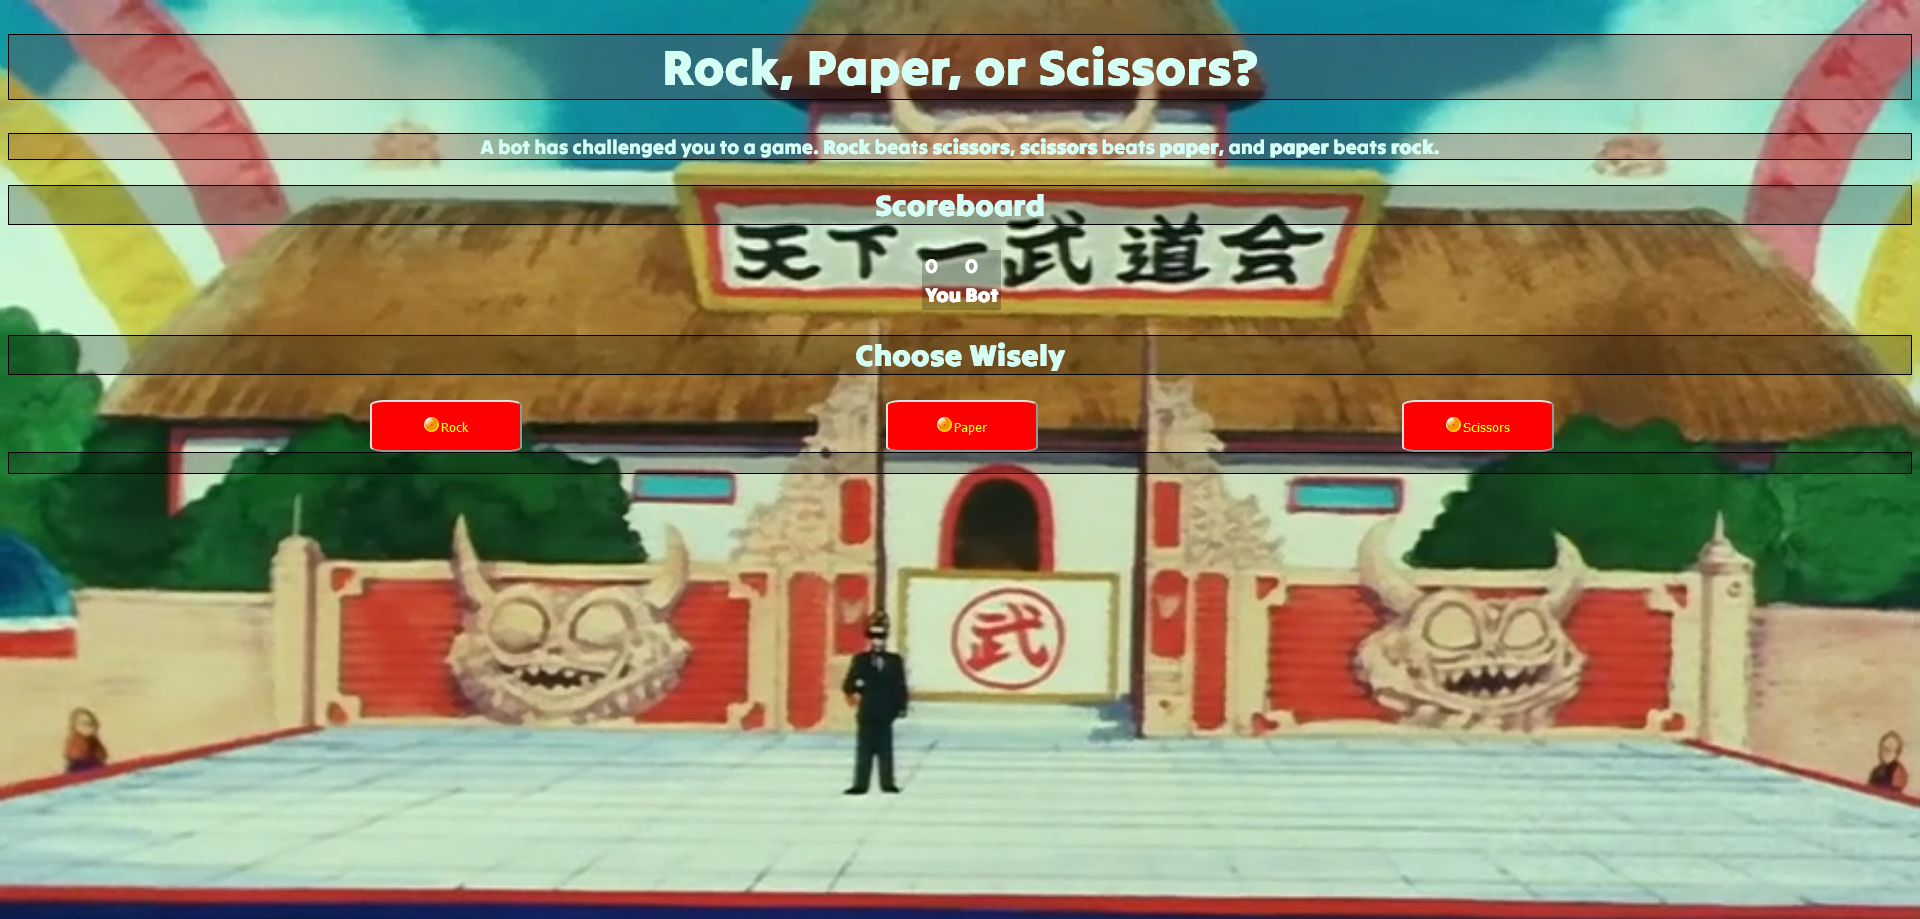 Rock, Paper, or Scissors?
A bot has challenged you to a game. Rock beats scissors, scissors beats paper, and paper beats rock.
Scoreboard
天下一武道会
0 0
You Bot
Choose Wisely
Rock Paper Scissors
武